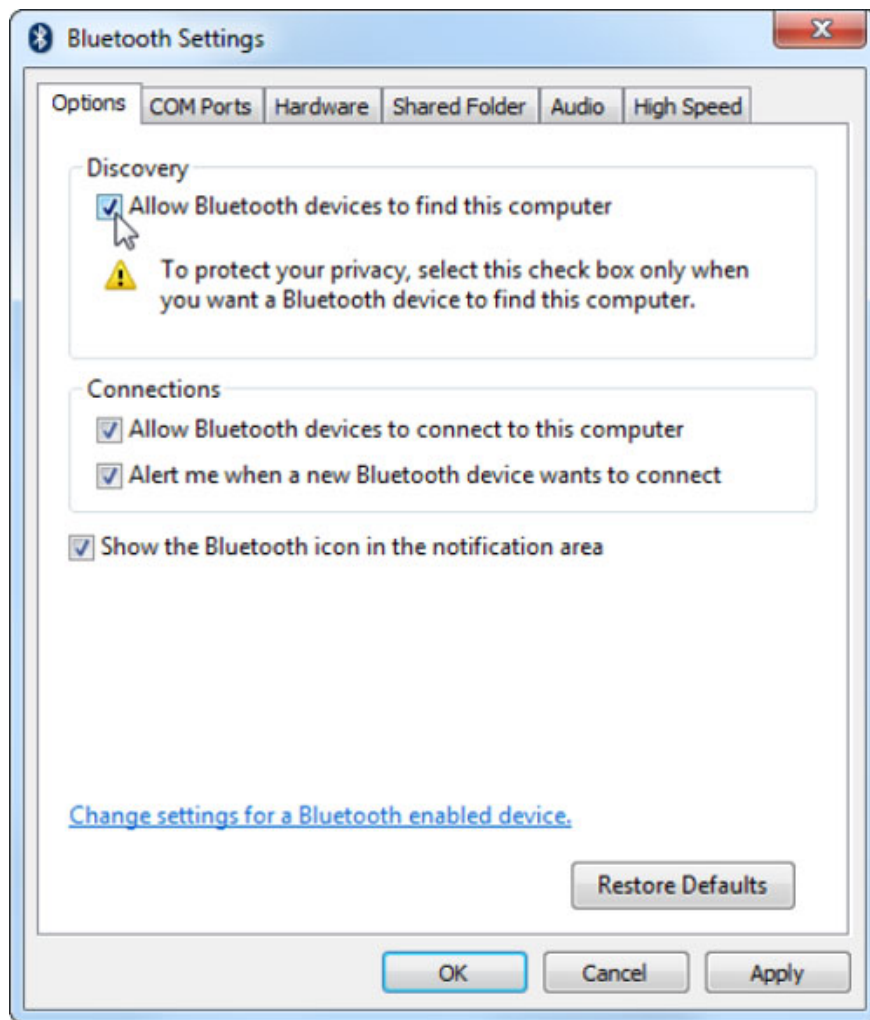 Bluetooth Settings
Options COM Ports Hardware Shared Folder Audio High Speed
Discovery
Allow Bluetooth devices to find this computer
To protect your privacy, select this check box only when
you want a Bluetooth device to find this computer.
Connections
Allow Bluetooth devices to connect to this computer
Alert me when a new Bluetooth device wants to connect
Show the Bluetooth icon in the notification area
Change settings for a Bluetooth enabled device.
Restore Defaults
OK Cancel Apply